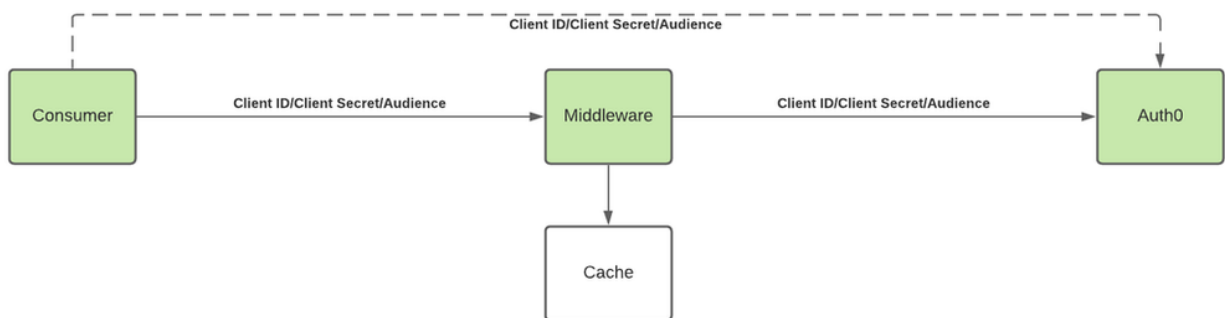 Client ID/Client Secret/Audience
Consumer
Client ID/Client Secret/Audience
Middleware
Client ID/Client Secret/Audience
Auth0
Cache